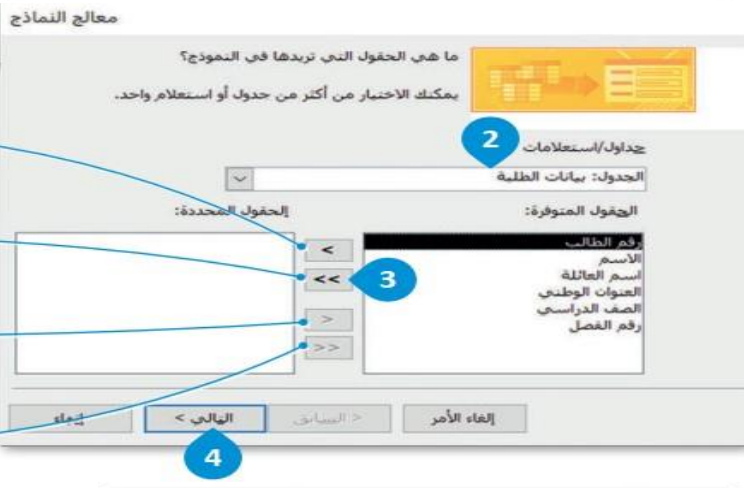 معالج النماذج
ما هي الحقول التي تريدها في النموذج؟
يمكنك الاختيار من أكثر من جدول أو استعلام واحد.
2
جداول/استعلامات
الجدول: بيانات الطلبة
الحقول المتوفرة:
الحقول المحددة:
رقم الطالب
الاسم
اسم العائلة
العنوات الوطني
الصف الدراسي
رقم الفصل
<
<<
3
>
>>
إلغاء الأمر
< السابق
التالي >
إنهاء
4